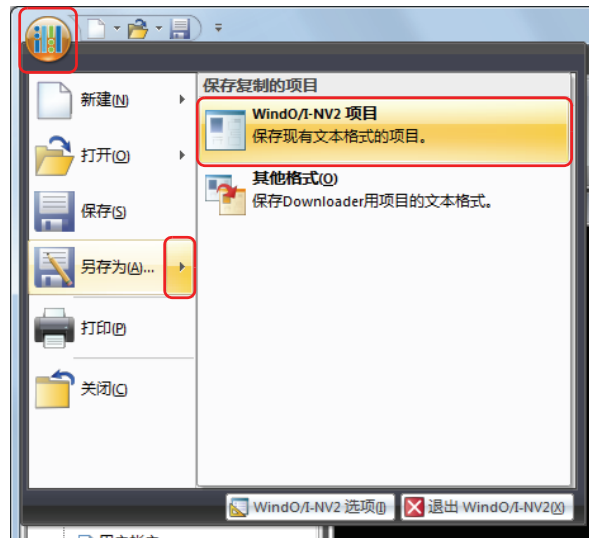 保存复制的项目
新建(N)
WindO/I-NV2 项目
保存现有文本格式的项目。
打开(O)
其他格式(O)
保存Downloader用项目的文本格式。
保存(S)
另存为(A)...
打印(P)
关闭(C)
WindO/I-NV2 选项(I)
退出 WindO/I-NV2(X)